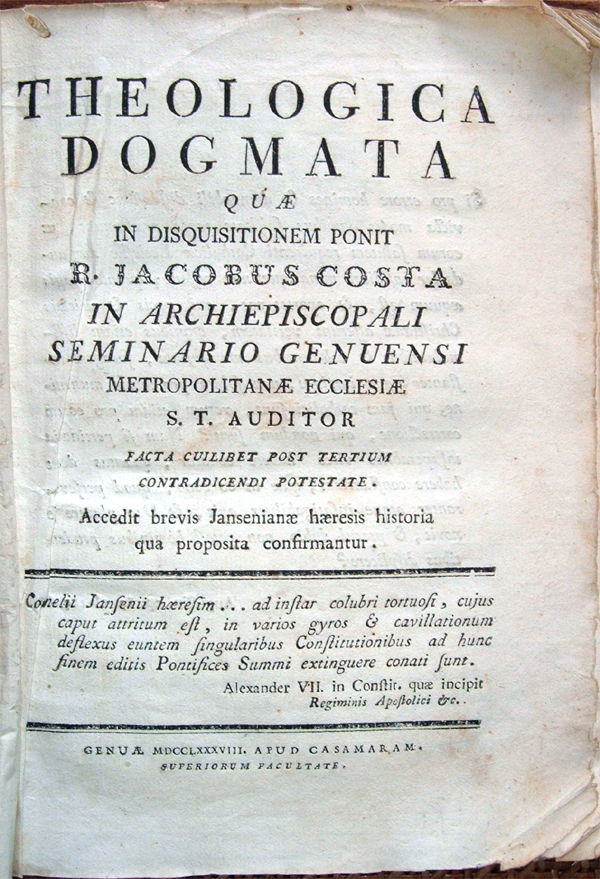 THEOLOGICA
DOGMATA
QUÆ
IN DISQUISITIONEM PONIT
R. JACOBUS COSTA
IN ARCHIEPISCOPALI
SEMINARIO GENUENSI
METROPOLITANÆ ECCLESIÆ
S. T. AUDITOR
FACTA CUILIBET POST TERTIUM
CONTRADICENDI POTESTATE.
Accedit brevis Jansenianæ hæresis historia
qua proposita confirmantur.
Conelii Janſenii hæreſim ... ad inſtar colubri tortuoſi, cujus
caput attritum eſt, in varios gyros & cavillationum
deflexus euntem ſingularibus Conſtitutionibus ad hunc
finem editis Pontifices Summi extinguere conati ſunt.
Alexander VII. in Conſtit. quæ incipit
Regiminis Apoſtolici &c..
GENUÆ MDCCLXXXVIII. APUD CASAMARAM.
SUPERIORUM FACULTATE.